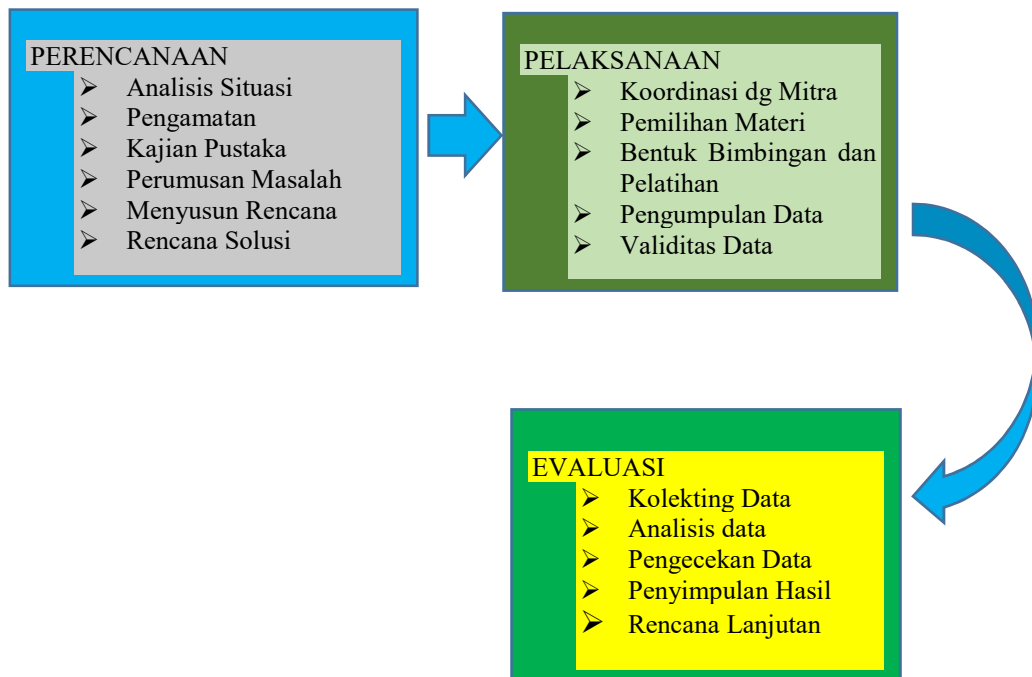 PERENCANAAN
➢ Analisis Situasi
➢ Pengamatan
➢ Kajian Pustaka
➢ Perumusan Masalah
➢ Menyusun Rencana
➢ Rencana Solusi
PELAKSANAAN
➢ Koordinasi dg Mitra
➢ Pemilihan Materi
➢ Bentuk Bimbingan dan
Pelatihan
➢ Pengumpulan Data
➢ Validitas Data
EVALUASI
➢ Kolekting Data
➢ Analisis data
➢ Pengecekan Data
➢ Penyimpulan Hasil
➢ Rencana Lanjutan